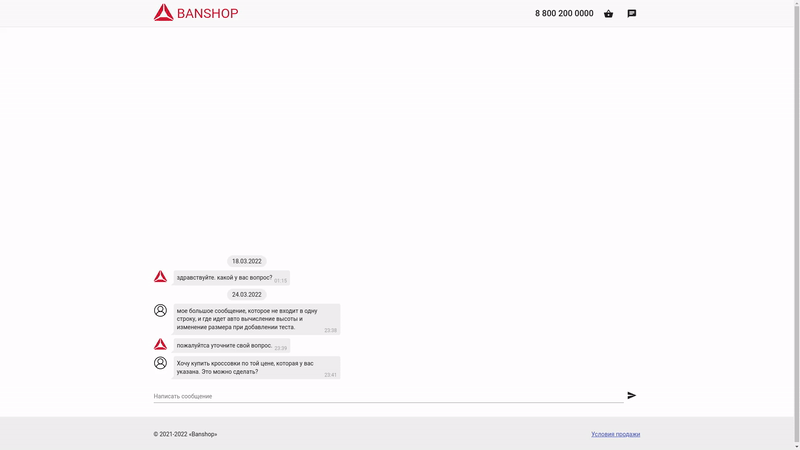 BANSHOP
8 800 200 0000
18.03.2022
здравствуйте. какой у вас вопрос?
01:15
24.03.2022
мое большое сообщение, которое не входит в одну
строку, и где идет авто вычисление высоты и
изменение размера при добавлении теста.
23:38
пожалуйтса уточните свой вопрос.
23:39
Хочу купить кроссовки по той цене, которая у вас
указана. Это можно сделать?
23:41
Написать сообщение
© 2021-2022 «Banshop»
Условия продажи